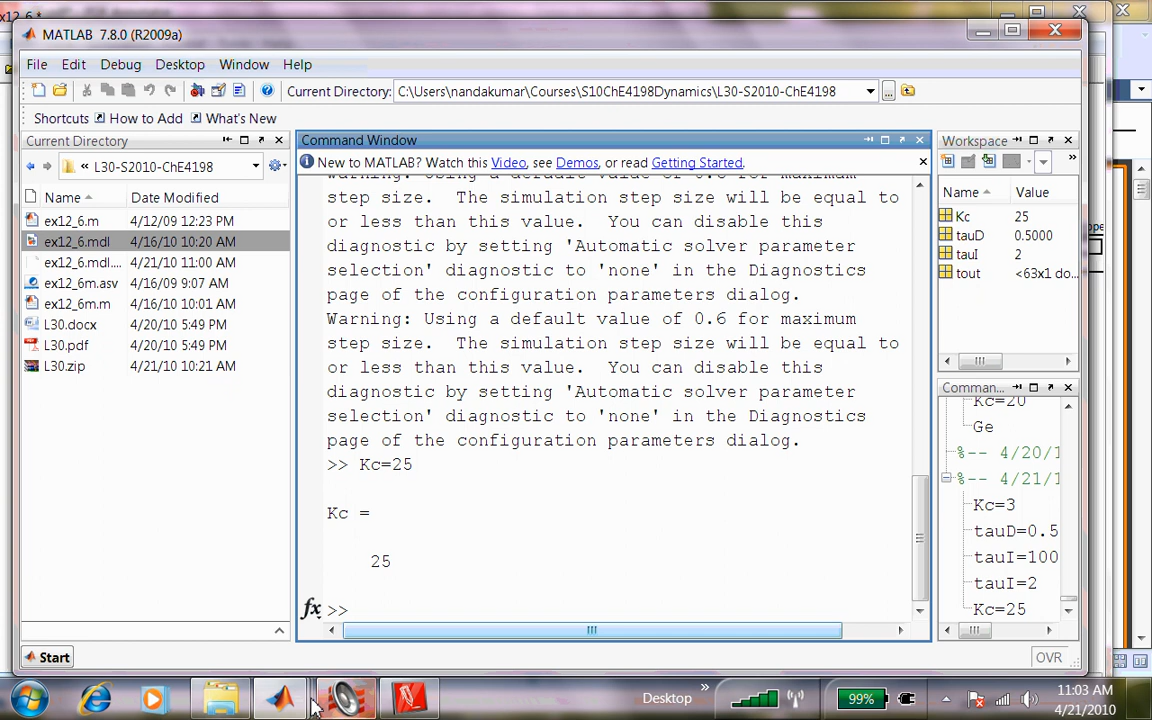 MATLAB 7.8.0 (R2009a)
File Edit Debug Desktop Window Help
Current Directory: C:\Users\nandakumar\Courses\S10ChE4198Dynamics\L30-S2010-ChE4198 ...
Shortcuts How to Add What's New
Current Directory
« L30-S2010-ChE4198
Name Date Modified
ex12_6.m 4/12/09 12:23 PM
ex12_6.mdl 4/16/10 10:20 AM
ex12_6.mdl.... 4/21/10 11:00 AM
ex12_6m.asv 4/16/10 9:07 AM
ex12_6m.m 4/16/10 10:01 AM
L30.docx 4/20/10 5:49 PM
L30.pdf 4/20/10 5:49 PM
L30.zip 4/21/10 10:21 AM
Command Window
New to MATLAB? Watch this Video, see Demos, or read Getting Started.
Warning: Using a default value of 0.6 for maximum
step size.  The simulation step size will be equal to
or less than this value.  You can disable this
diagnostic by setting 'Automatic solver parameter
selection' diagnostic to 'none' in the Diagnostics
page of the configuration parameters dialog.
Warning: Using a default value of 0.6 for maximum
step size.  The simulation step size will be equal to
or less than this value.  You can disable this
diagnostic by setting 'Automatic solver parameter
selection' diagnostic to 'none' in the Diagnostics
page of the configuration parameters dialog.
>> Kc=25
Kc =
25
fx >>
Workspace
Name Value
Kc 25
tauD 0.5000
tauI 2
tout <63x1 do...
Comman...
Kc=20
Ge
%-- 4/20/1
%-- 4/21/1
Kc=3
tauD=0.5
tauI=100
tauI=2
Kc=25
Start
OVR
Desktop »
99%
11:03 AM
4/21/2010